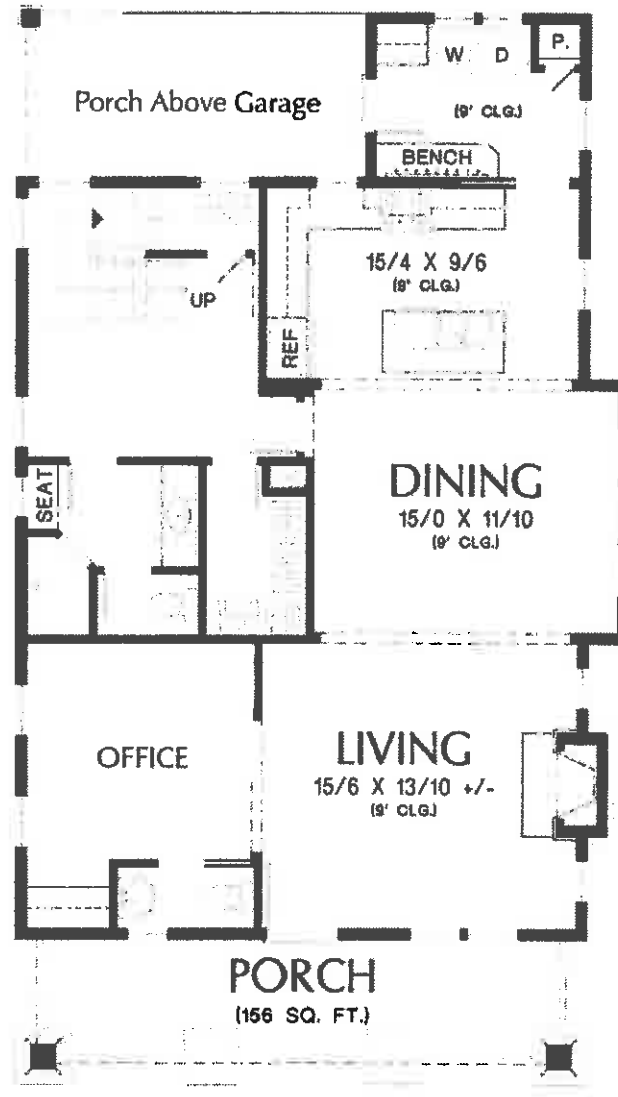 W D
P.
Porch Above Garage
(9' CLG.)
BENCH
15/4 X 9/6
(9' CLG.)
UP
REF
DINING
15/0 X 11/10
(9' CLG.)
SEAT
OFFICE
LIVING
15/6 X 13/10 +/-
(9' CLG.)
PORCH
(156 SQ. FT.)